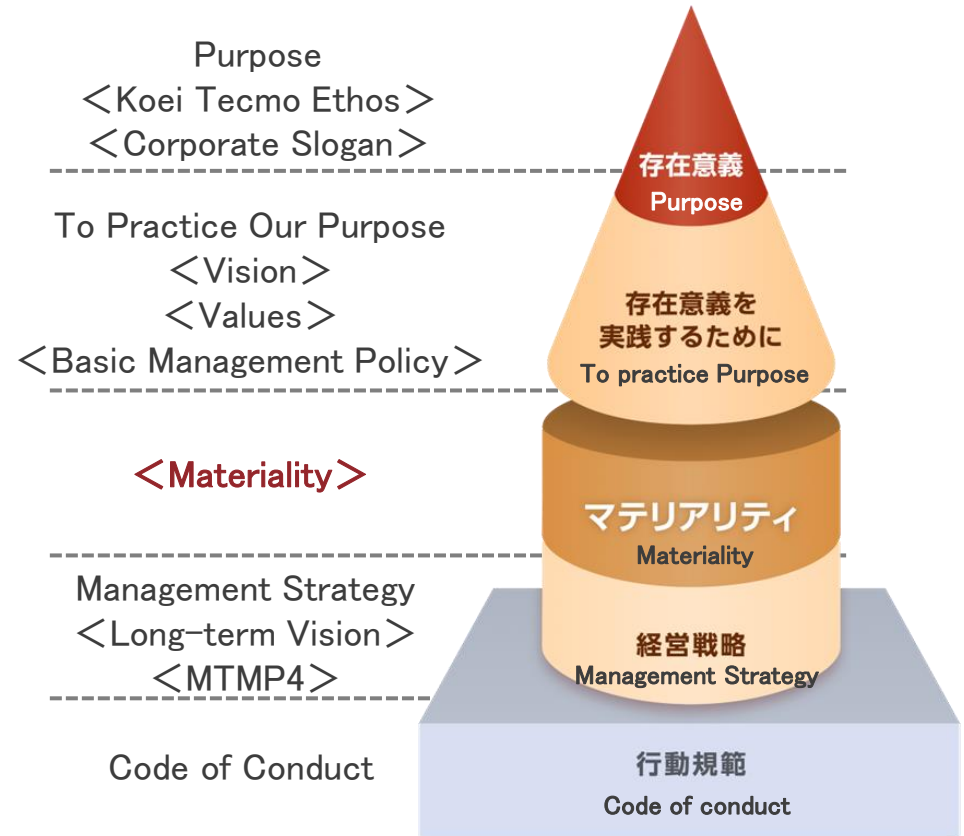 Purpose
＜Koei Tecmo Ethos＞
＜Corporate Slogan＞
存在意義
Purpose
To Practice Our Purpose
＜Vision＞
＜Values＞
＜Basic Management Policy＞
存在意義を
実践するために
To practice Purpose
＜Materiality＞
マテリアリティ
Materiality
Management Strategy
＜Long-term Vision＞
＜MTMP4＞
経営戦略
Management Strategy
Code of Conduct
行動規範
Code of conduct